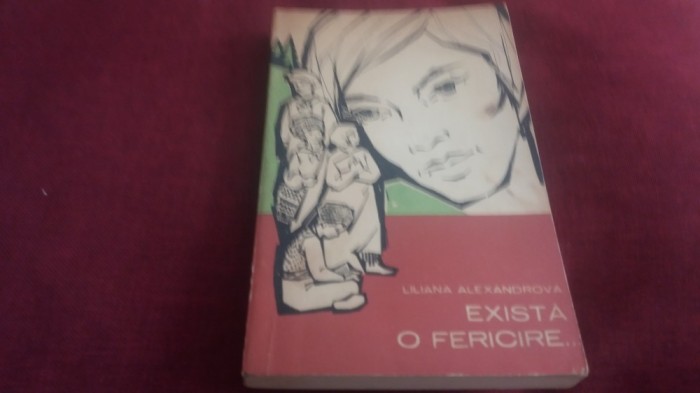 LILIANA ALEXANDROVA
EXISTĂ
O FERICIRE...